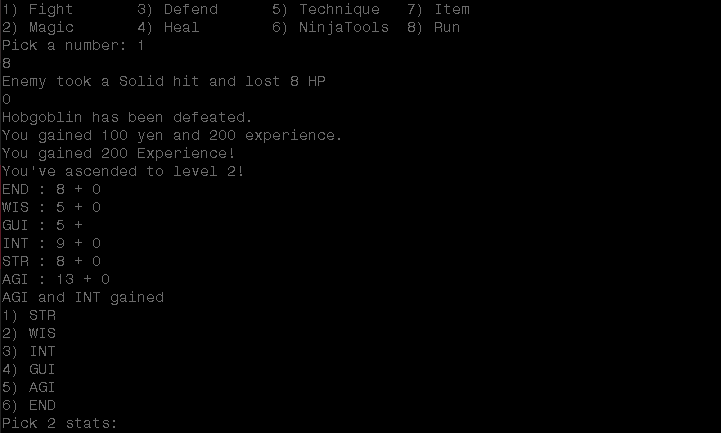 1) Fight    3) Defend   5) Technique   7) Item
2) Magic    4) Heal     6) NinjaTools  8) Run
Pick a number: 1
8
Enemy took a Solid hit and lost 8 HP
0
Hobgoblin has been defeated.
You gained 100 yen and 200 experience.
You gained 200 Experience!
You've ascended to level 2!
END : 8 + 0
WIS : 5 + 0
GUI : 5 +
INT : 9 + 0
STR : 8 + 0
AGI : 13 + 0
AGI and INT gained
1) STR
2) WIS
3) INT
4) GUI
5) AGI
6) END
Pick 2 stats: